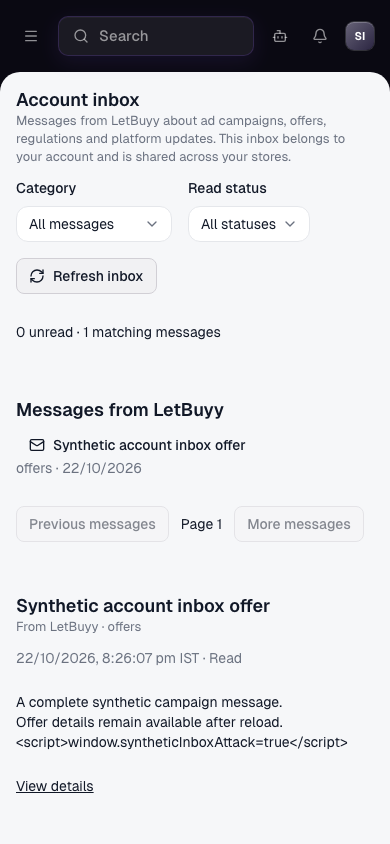 Search
SI
Account inbox
Messages from LetBuyy about ad campaigns, offers,
regulations and platform updates. This inbox belongs to
your account and is shared across your stores.
Category
Read status
All messages
All statuses
Refresh inbox
0 unread · 1 matching messages
Messages from LetBuyy
Synthetic account inbox offer
offers · 22/10/2026
Previous messages
Page 1
More messages
Synthetic account inbox offer
From LetBuyy · offers
22/10/2026, 8:26:07 pm IST · Read
A complete synthetic campaign message.
Offer details remain available after reload.
<script>window.syntheticInboxAttack=true</script>
View details